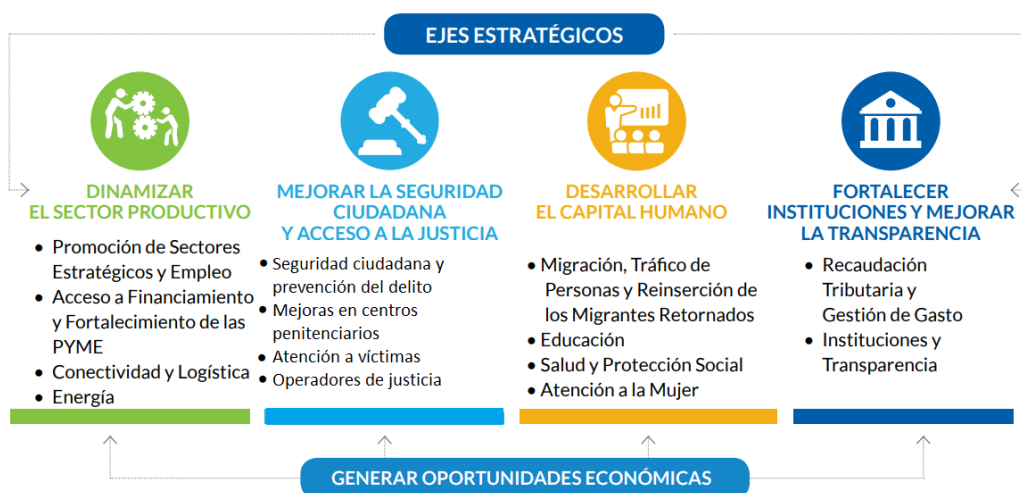 EJES ESTRATÉGICOS
DINAMIZAR
EL SECTOR PRODUCTIVO
• Promoción de Sectores
Estratégicos y Empleo
• Acceso a Financiamiento
y Fortalecimiento de las
PYME
• Conectividad y Logística
• Energía
MEJORAR LA SEGURIDAD
CIUDADANA
Y ACCESO A LA JUSTICIA
• Seguridad ciudadana y
prevención del delito
• Mejoras en centros
penitenciarios
• Atención a víctimas
• Operadores de justicia
DESARROLLAR
EL CAPITAL HUMANO
• Migración, Tráfico de
Personas y Reinserción de
los Migrantes Retornados
• Educación
• Salud y Protección Social
• Atención a la Mujer
FORTALECER
INSTITUCIONES Y MEJORAR
LA TRANSPARENCIA
• Recaudación
Tributaria y
Gestión de Gasto
• Instituciones y
Transparencia
GENERAR OPORTUNIDADES ECONÓMICAS